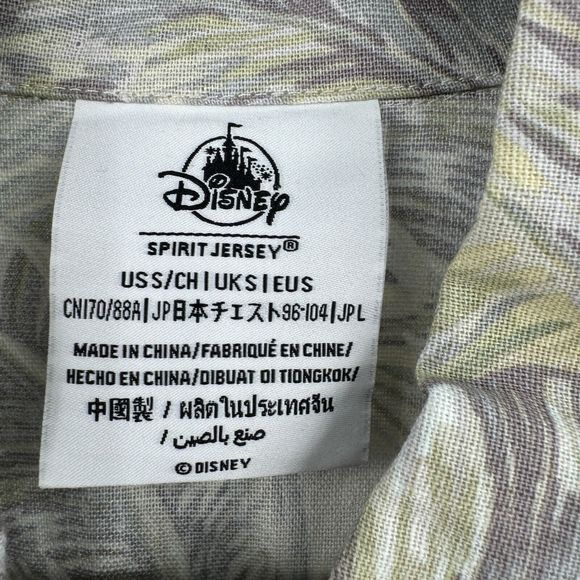 Disney
SPIRIT JERSEY®
US S/CH | UK S | EU S
CN170/88A | JP日本チエスト96-104 | JP L
MADE IN CHINA/FABRIQUÉ EN CHINE/
HECHO EN CHINA/DIBUAT DI TIONGKOK/
中國製 / ผลิตในประเทศจีน
/ صنع بالصين
© DISNEY